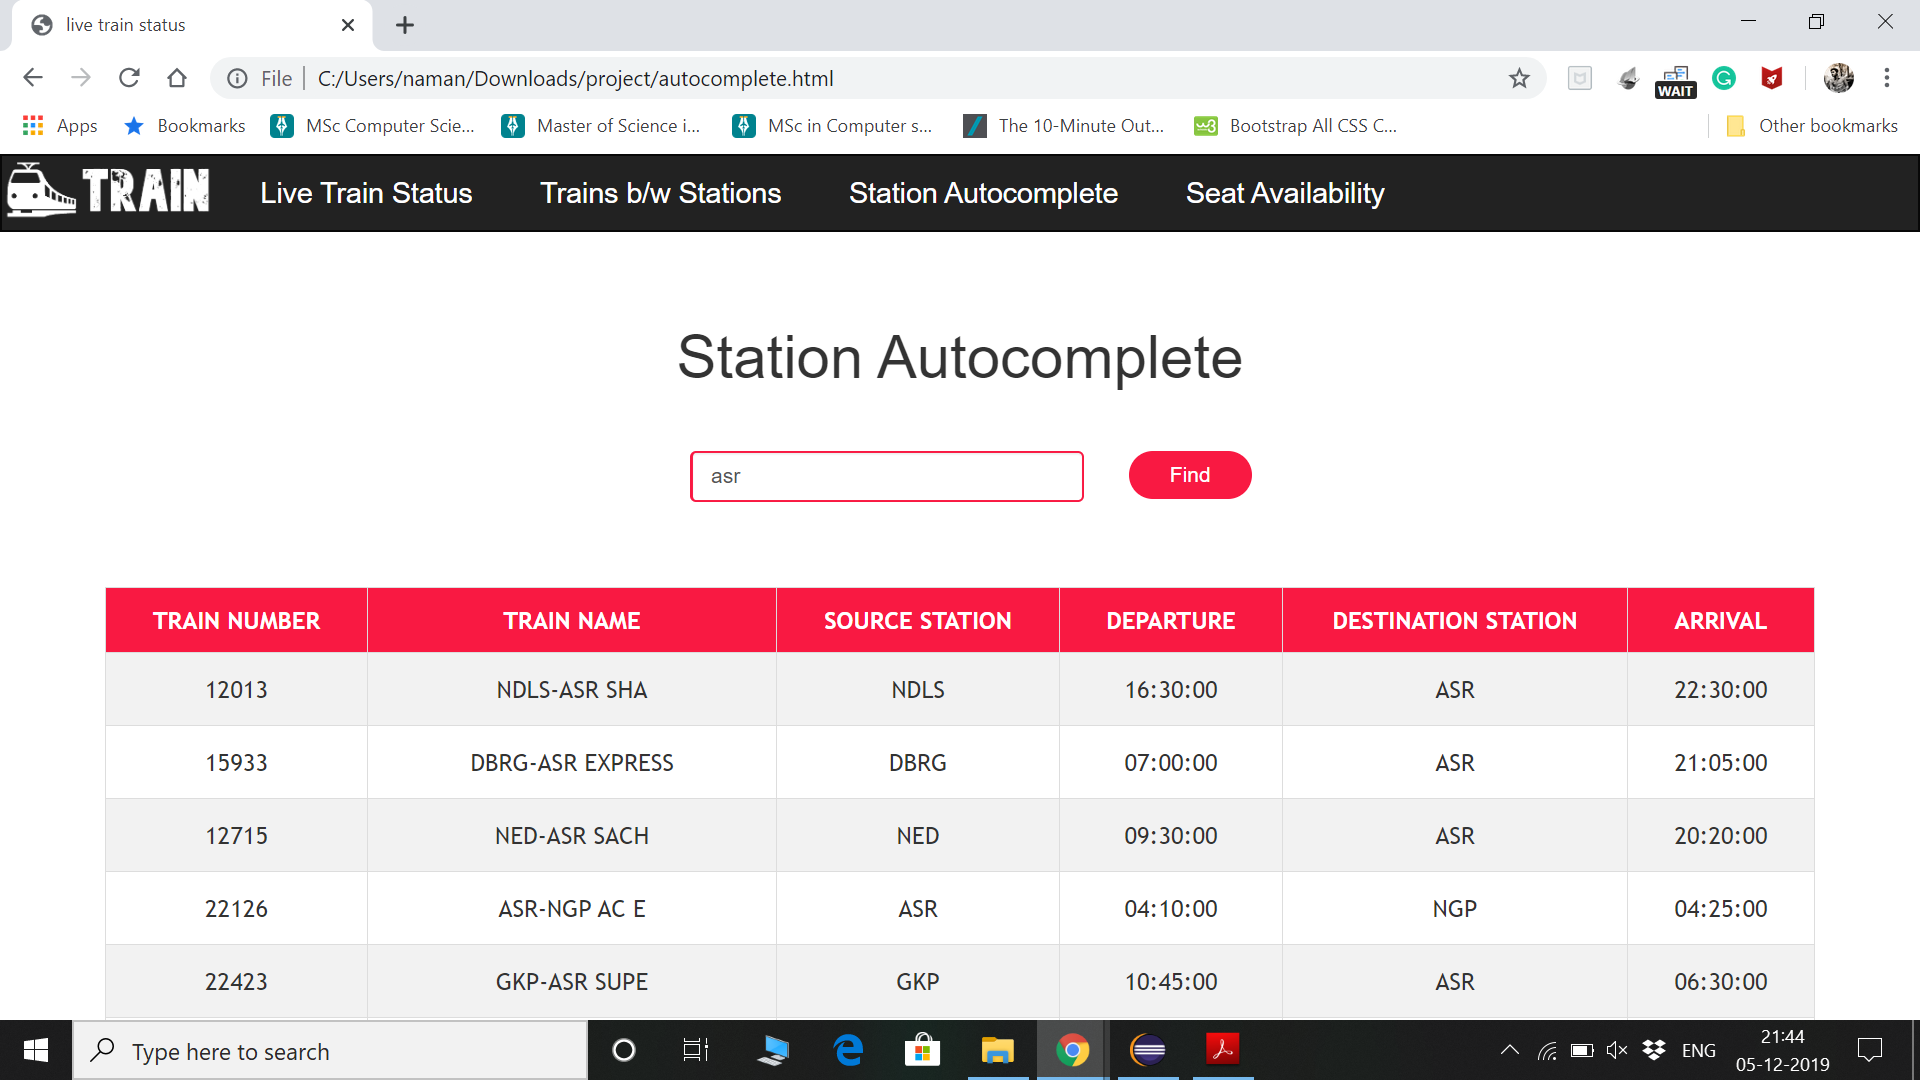 live train status
File C:/Users/naman/Downloads/project/autocomplete.html
WAIT
Apps Bookmarks MSc Computer Scie... Master of Science i... MSc in Computer s... The 10-Minute Out... w3 Bootstrap All CSS C... Other bookmarks
TRAIN Live Train Status Trains b/w Stations Station Autocomplete Seat Availability
Station Autocomplete
asr Find
TRAIN NUMBER TRAIN NAME SOURCE STATION DEPARTURE DESTINATION STATION ARRIVAL
12013 NDLS-ASR SHA NDLS 16:30:00 ASR 22:30:00
15933 DBRG-ASR EXPRESS DBRG 07:00:00 ASR 21:05:00
12715 NED-ASR SACH NED 09:30:00 ASR 20:20:00
22126 ASR-NGP AC E ASR 04:10:00 NGP 04:25:00
22423 GKP-ASR SUPE GKP 10:45:00 ASR 06:30:00
Type here to search ENG 21:44
05-12-2019